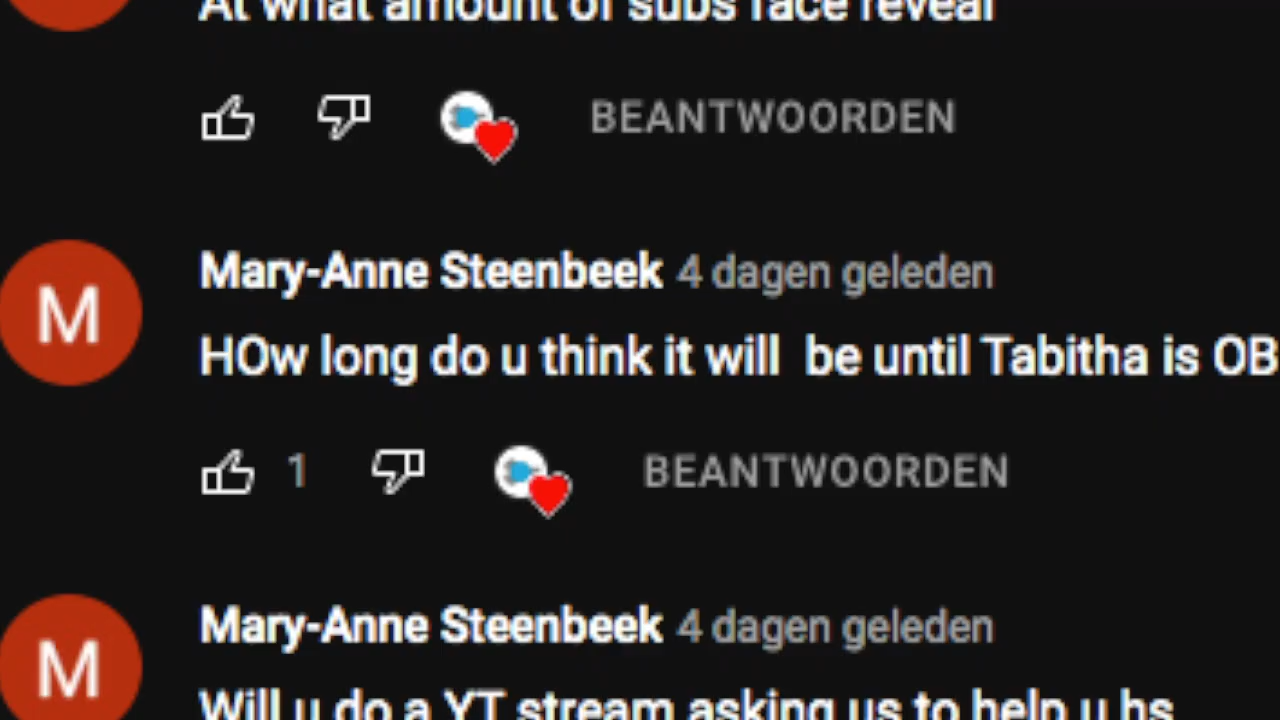 At what amount of subs face reveal
BEANTWOORDEN
M
Mary-Anne Steenbeek 4 dagen geleden
HOw long do u think it will  be until Tabitha is OB
1
BEANTWOORDEN
M
Mary-Anne Steenbeek 4 dagen geleden
Will u do a YT stream asking us to help u hs